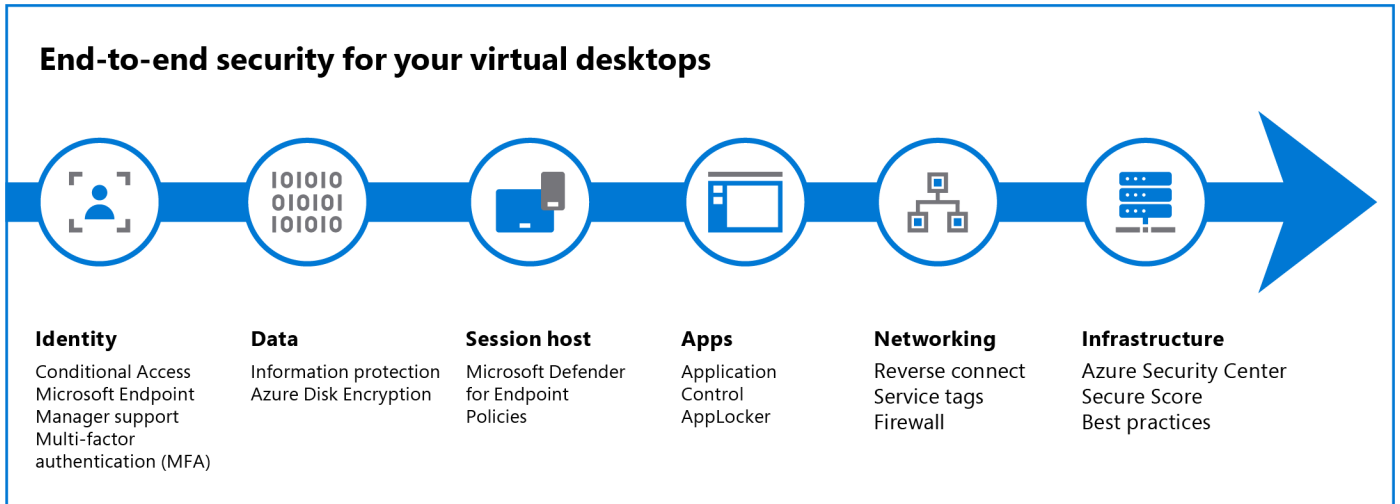 End-to-end security for your virtual desktops
101010
010101
101010
Identity
Conditional Access
Microsoft Endpoint
Manager support
Multi-factor
authentication (MFA)
Data
Information protection
Azure Disk Encryption
Session host
Microsoft Defender
for Endpoint
Policies
Apps
Application
Control
AppLocker
Networking
Reverse connect
Service tags
Firewall
Infrastructure
Azure Security Center
Secure Score
Best practices